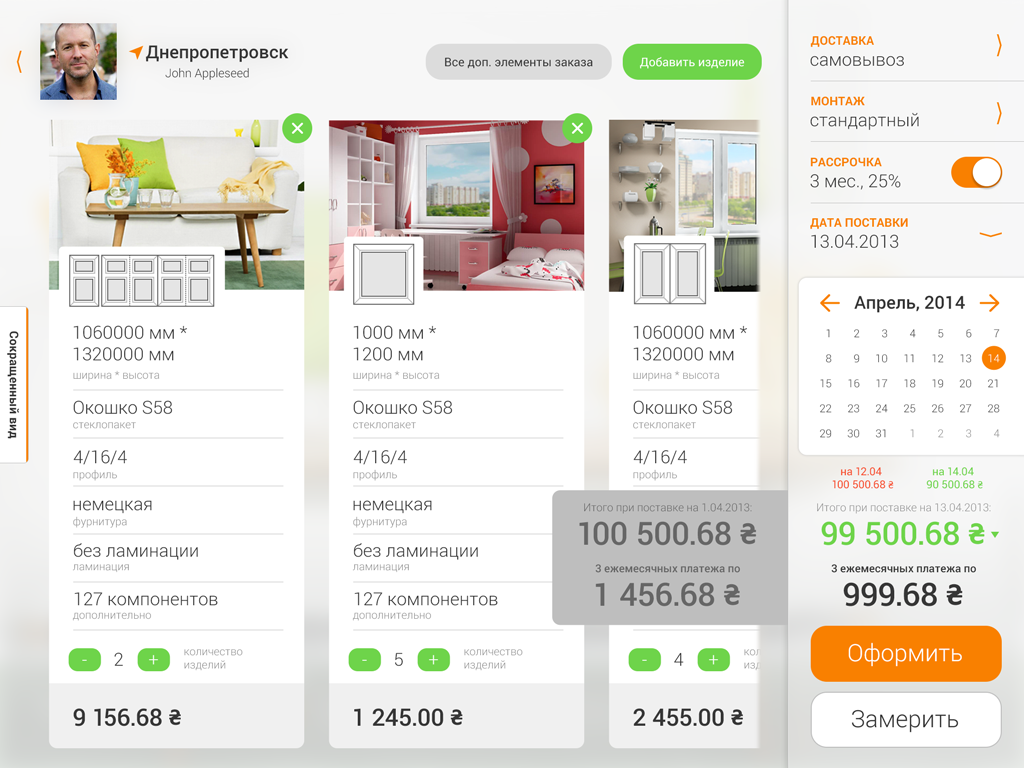 Днепропетровск
John Appleseed
Все доп. элементы заказа
Добавить изделие
Сокращенный вид
1060000 мм *
1320000 мм
ширина * высота
Окошко S58
стеклопакет
4/16/4
профиль
немецкая
фурнитура
без ламинации
ламинация
127 компонентов
дополнительно
- 2 +
количество
изделий
9 156.68 ₴
1000 мм *
1200 мм
ширина * высота
Окошко S58
стеклопакет
4/16/4
профиль
немецкая
фурнитура
без ламинации
ламинация
127 компонентов
дополнительно
- 5 +
количество
изделий
1 245.00 ₴
1060000 мм *
1320000 мм
ширина * высота
Окошко S58
стеклопакет
4/16/4
профиль
Итого при поставке на 1.04.2013:
100 500.68 ₴
3 ежемесячных платежа по
1 456.68 ₴
- 4 +
2 455.00 ₴
ДОСТАВКА
самовывоз
МОНТАЖ
стандартный
РАССРОЧКА
3 мес., 25%
ДАТА ПОСТАВКИ
13.04.2013
Апрель, 2014
1 2 3 4 5 6 7
8 9 10 11 12 13 14
15 16 17 18 19 20 21
22 23 24 25 26 27 28
29 30 31 1 2 3 4
на 12.04
100 500.68 ₴
на 14.04
90 500.68 ₴
Итого при поставке на 13.04.2013:
99 500.68 ₴
3 ежемесячных платежа по
999.68 ₴
Оформить
Замерить